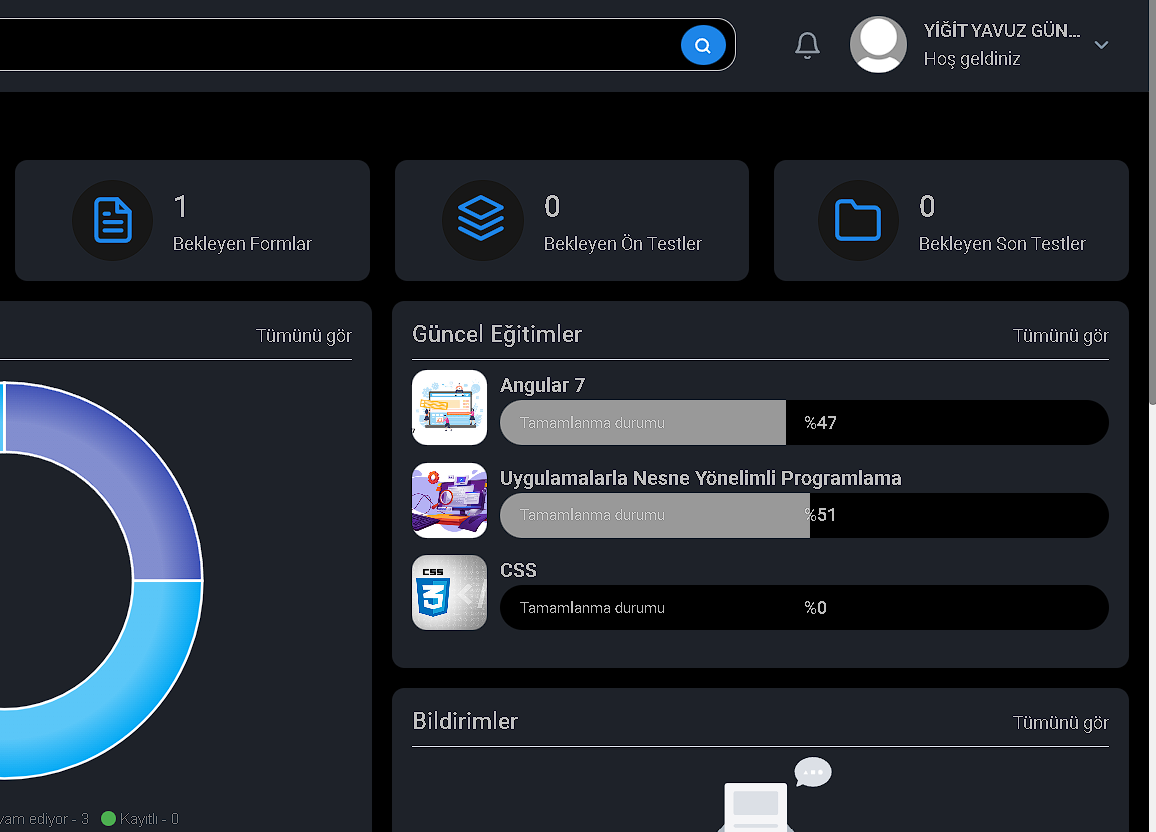 YİĞİT YAVUZ GÜN...
Hoş geldiniz
1
Bekleyen Formlar
0
Bekleyen Ön Testler
0
Bekleyen Son Testler
Tümünü gör
vam ediyor - 3
Kayıtlı - 0
Güncel Eğitimler
Tümünü gör
Angular 7
Tamamlanma durumu %47
Uygulamalarla Nesne Yönelimli Programlama
Tamamlanma durumu %51
CSS
CSS
3
Tamamlanma durumu %0
Bildirimler
Tümünü gör